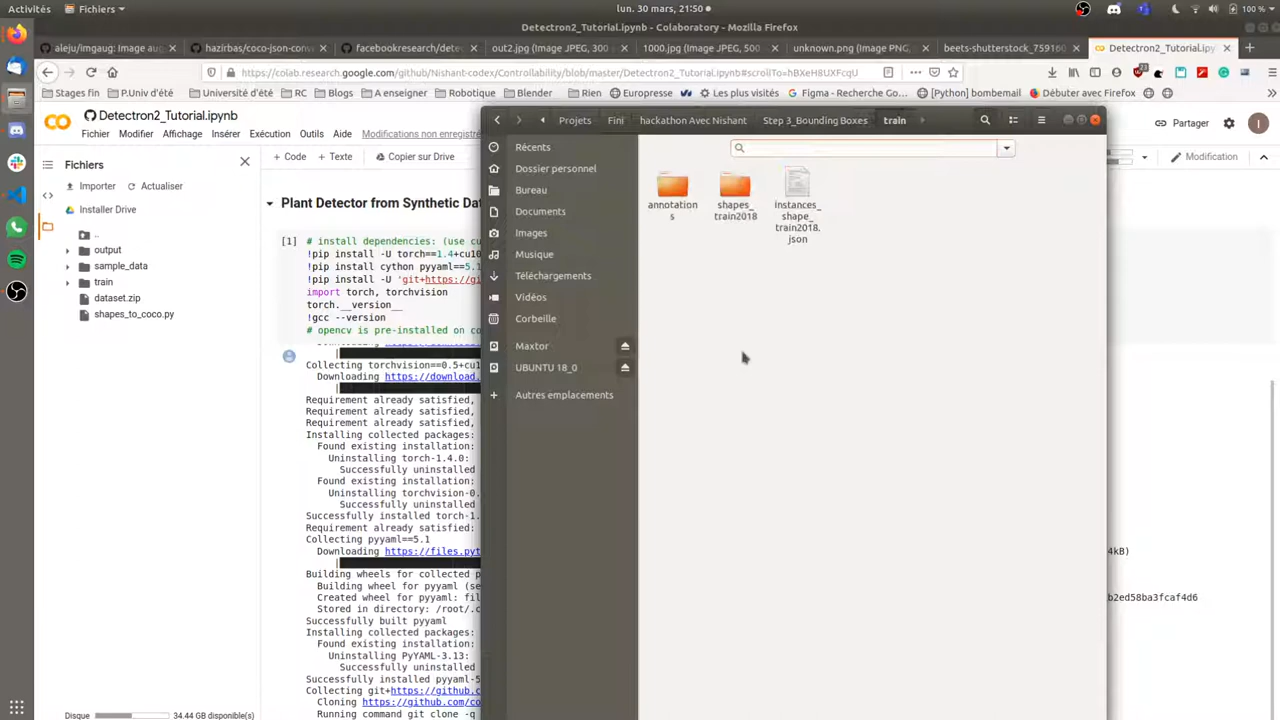 Activités
Fichiers
lun. 30 mars, 21:50
100 %
Detectron2_Tutorial.ipynb - Colaboratory - Mozilla Firefox
aleju/imgaug: Image aug
hazirbas/coco-json-conv
facebookresearch/detec
out2.jpg (Image JPEG, 300
1000.jpg (Image JPEG, 500
unknown.png (Image PNG,
beets-shutterstock_759160
Detectron2_Tutorial.ipynb
https://colab.research.google.com/github/Nishant-codex/Controllability/blob/master/Detectron2_Tutorial.ipynb#scrollTo=hBXeH8UXFcqU
Stages fini
P.Univ d'été
Université d'été
RC
Blogs
A enseigner
Robotique
Blender
Rien
Europresse
Les plus visités
Figma - Recherche Go…
[Python] bombemail
Débuter avec Firefox
Detectron2_Tutorial.ipynb
Fichier Modifier Affichage Insérer Exécution Outils Aide Modifications non enregistré
Partager
I
Fichiers
Importer Actualiser
Installer Drive
..
output
sample_data
train
dataset.zip
shapes_to_coco.py
Disque
34.44 GB disponible(s)
+ Code + Texte Copier sur Drive
Modification
Plant Detector from Synthetic Dat
[1] # install dependencies: (use cu
!pip install -U torch==1.4+cu10
!pip install cython pyyaml==5.1
!pip install -U 'git+https://gi
import torch, torchvision
torch.__version__
!gcc --version
# opencv is pre-installed on co
Collecting torchvision==0.5+cu1
Downloading https://download.
Requirement already satisfied,
Requirement already satisfied,
Requirement already satisfied,
Installing collected packages:
Found existing installation:
Uninstalling torch-1.4.0:
Successfully uninstalled
Found existing installation:
Uninstalling torchvision-0.
Successfully uninstalled
Successfully installed torch-1.
Requirement already satisfied:
Collecting pyyaml==5.1
Downloading https://files.pyt
4kB)
Building wheels for collected p
Building wheel for pyyaml (se
Created wheel for pyyaml: fil
b2ed58ba3fcaf4d6
Stored in directory: /root/.c
Successfully built pyyaml
Installing collected packages:
Found existing installation:
Uninstalling PyYAML-3.13:
Successfully uninstalled
Successfully installed pyyaml-5
Collecting git+https://github.c
Cloning https://github.com/co
Running command git clone -q
Projets
Fini
hackathon Avec Nishant
Step 3_Bounding Boxes
train
Récents
Dossier personnel
Bureau
Documents
Images
Musique
Téléchargements
Vidéos
Corbeille
Maxtor
UBUNTU 18_0
Autres emplacements
annotation
s
shapes_
train2018
instances_
shape_
train2018.
json